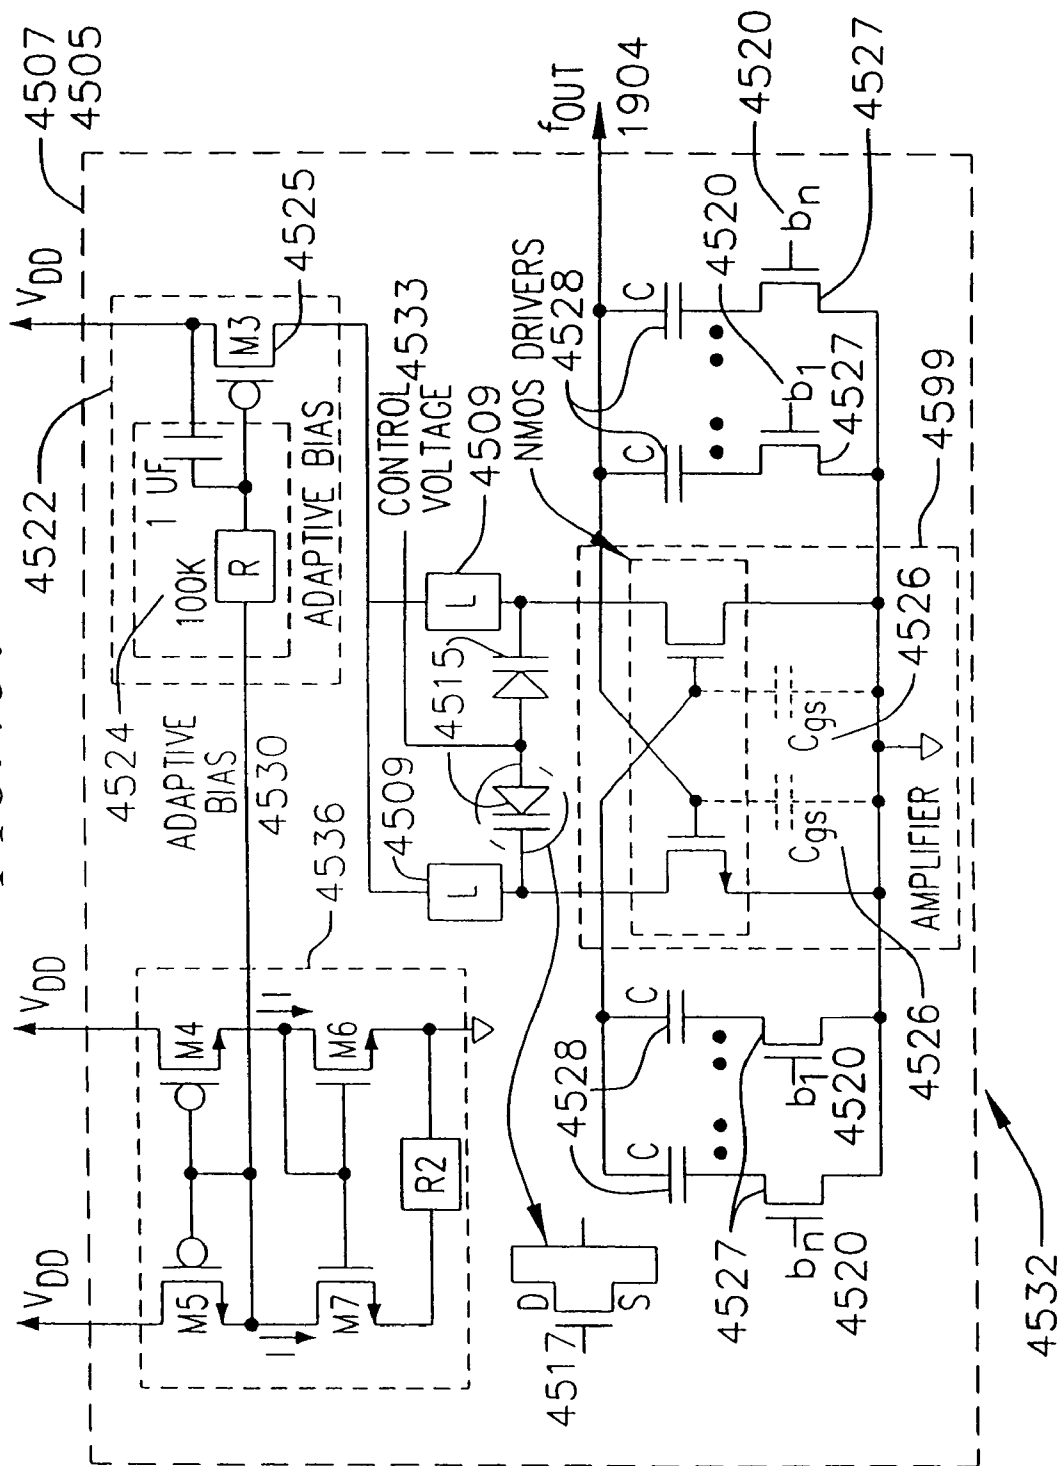 4507
4505
VDD
VDD
VDD
4522
4524
100K
R
1 UF
M3
4525
ADAPTIVE BIAS
ADAPTIVE
BIAS
4530
4536
M5
M4
I
I
M7
M6
R2
4509
L
4515
L
4509
CONTROL
VOLTAGE
4533
NMOS DRIVERS
4528
fOUT
1904
4517
D
S
4528
C
C
C
C
4527
bn
4520
b1
4520
4526
Cgs
Cgs
4526
AMPLIFIER
4599
b1
4520
4527
bn
4520
4527
4532